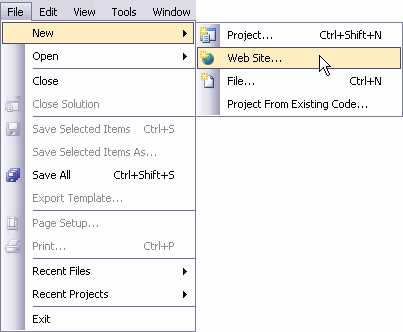 File Edit View Tools Window
New
Project... Ctrl+Shift+N
Open
Web Site...
Close
File... Ctrl+N
Close Solution
Project From Existing Code...
Save Selected Items Ctrl+S
Save Selected Items As...
Save All Ctrl+Shift+S
Export Template...
Page Setup...
Print... Ctrl+P
Recent Files
Recent Projects
Exit